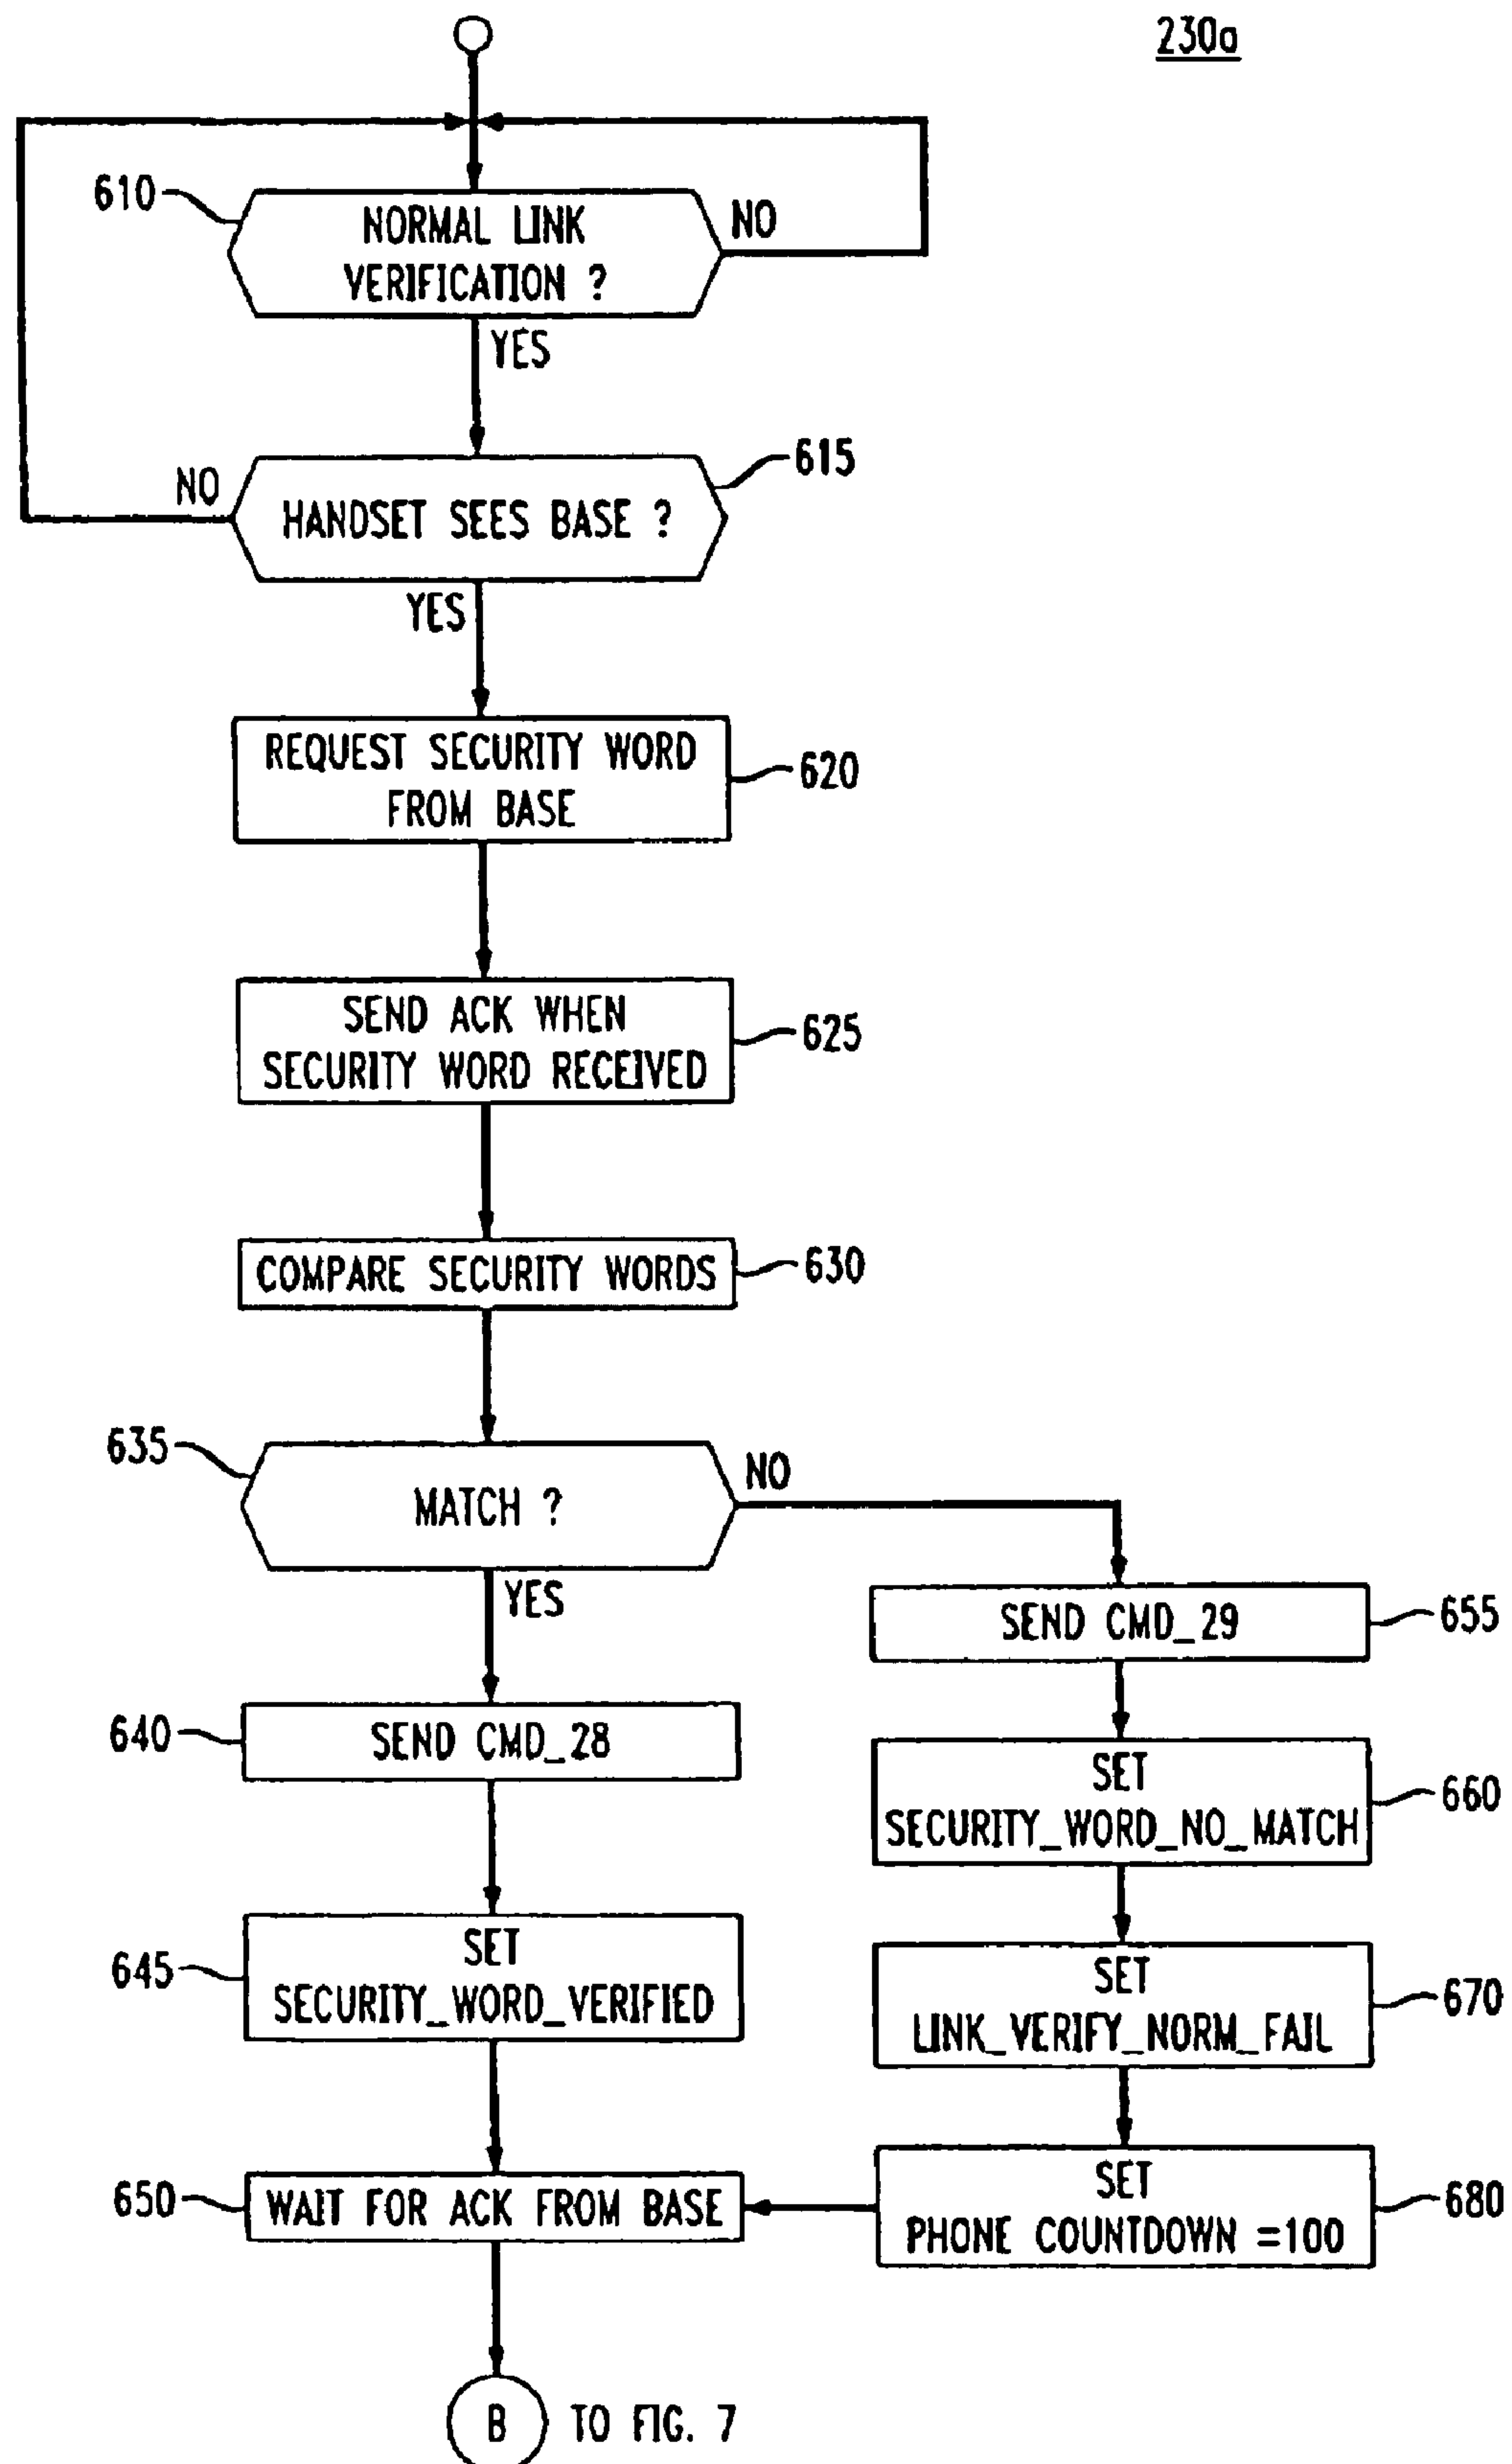 230a
610
NORMAL LINK
VERIFICATION ?
NO
YES
615
NO
HANDSET SEES BASE ?
YES
REQUEST SECURITY WORD
FROM BASE
620
SEND ACK WHEN
SECURITY WORD RECEIVED
625
COMPARE SECURITY WORDS
630
635
MATCH ?
NO
YES
SEND CMD_29
655
640
SEND CMD_28
SET
SECURITY_WORD_NO_MATCH
660
645
SET
SECURITY_WORD_VERIFIED
SET
LINK_VERIFY_NORM_FAIL
670
650
WAIT FOR ACK FROM BASE
SET
PHONE COUNTDOWN =100
680
B
TO FIG. 7